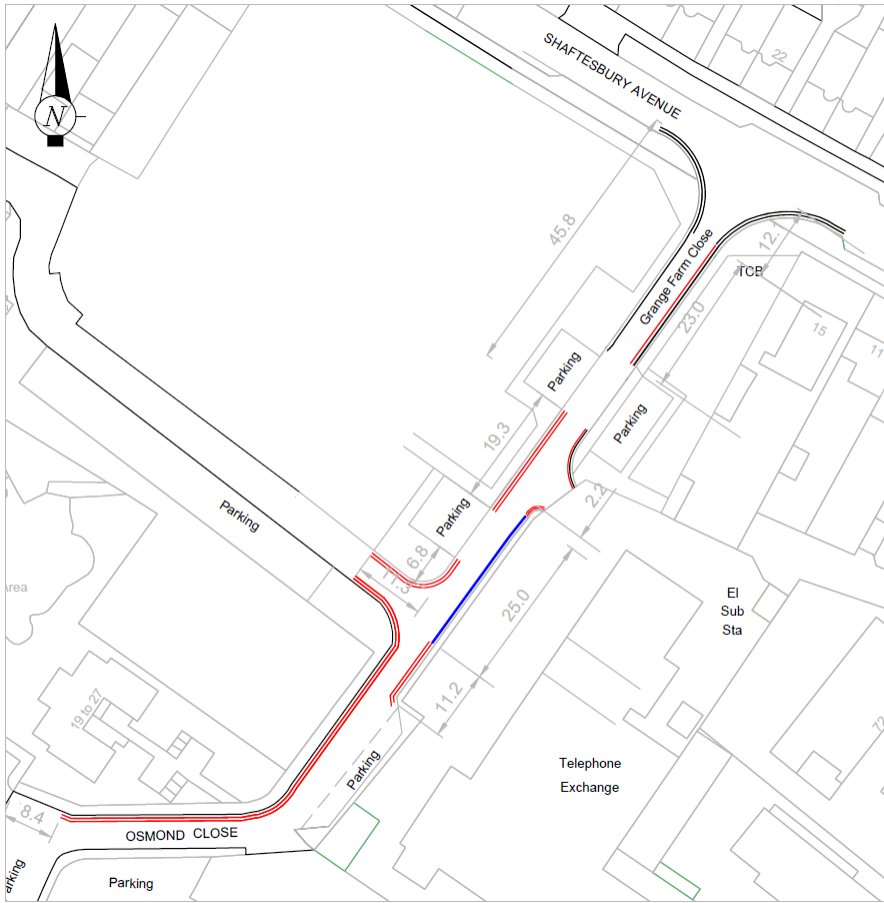 SHAFTESBURY AVENUE
22
N
45.8
Grange Farm Close
12.1
TCB
23.0
15
11
Parking
19.3
Parking
2.2
Parking
Parking
6.8
25.0
El
Sub
Sta
11.2
19 to 27
Parking
Telephone
Exchange
8.4
OSMOND CLOSE
Parking